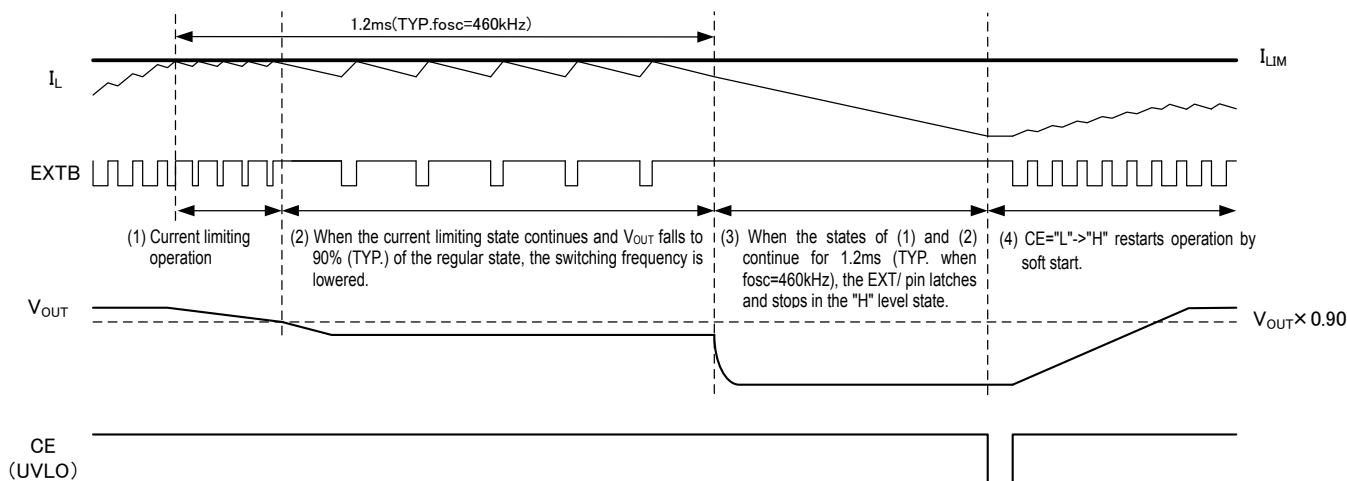 1.2ms(TYP.fosc=460kHz)
IL
ILIM
EXTB
(1) Current limiting
operation
(2) When the current limiting state continues and VOUT falls to
90% (TYP.) of the regular state, the switching frequency is
lowered.
(3) When the states of (1) and (2)
continue for 1.2ms (TYP. when
fosc=460kHz), the EXT/ pin latches
and stops in the "H" level state.
(4) CE="L"->"H" restarts operation by
soft start.
VOUT
VOUT×0.90
CE
(UVLO)